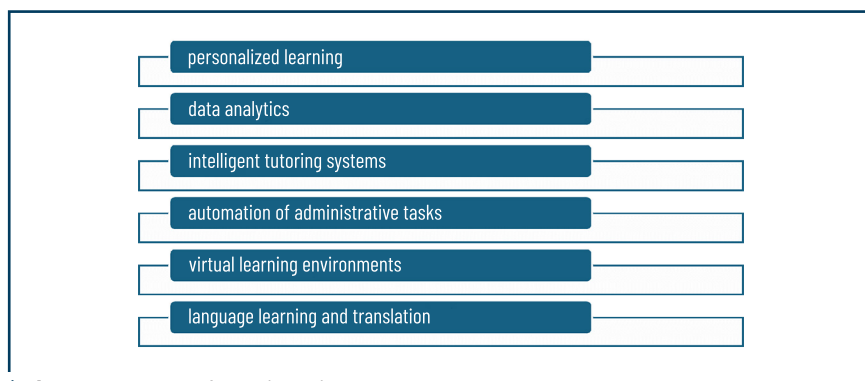 personalized learning
data analytics
intelligent tutoring systems
automation of administrative tasks
virtual learning environments
language learning and translation